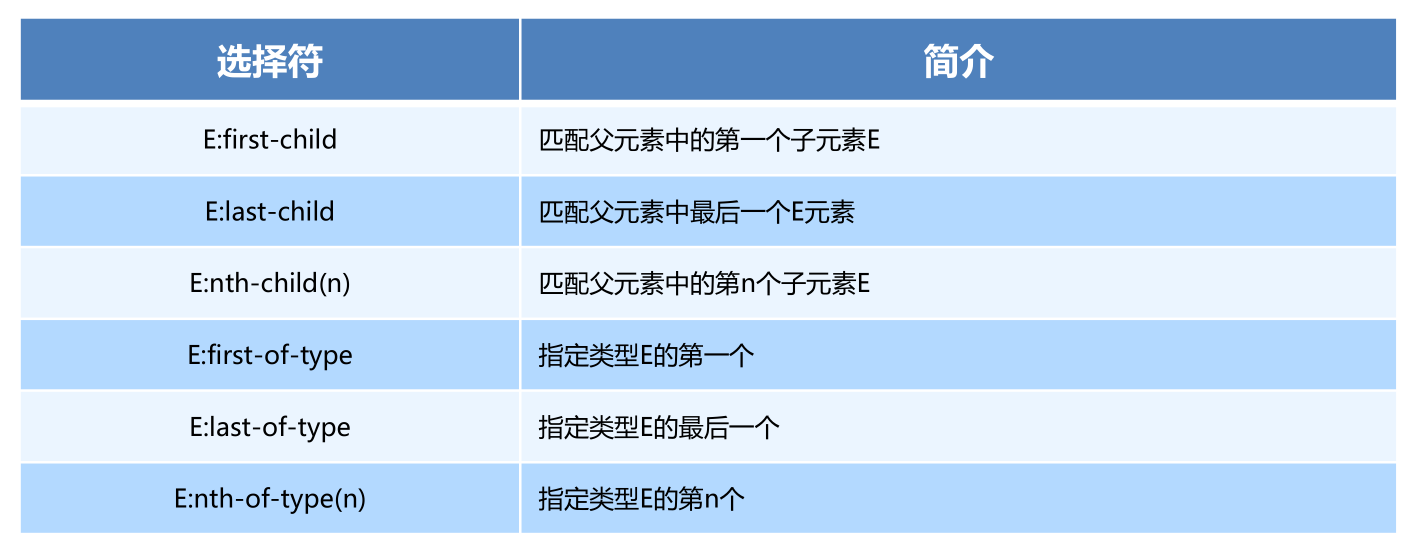 选择符 简介
E:first-child 匹配父元素中的第一个子元素E
E:last-child 匹配父元素中最后一个E元素
E:nth-child(n) 匹配父元素中的第n个子元素E
E:first-of-type 指定类型E的第一个
E:last-of-type 指定类型E的最后一个
E:nth-of-type(n) 指定类型E的第n个